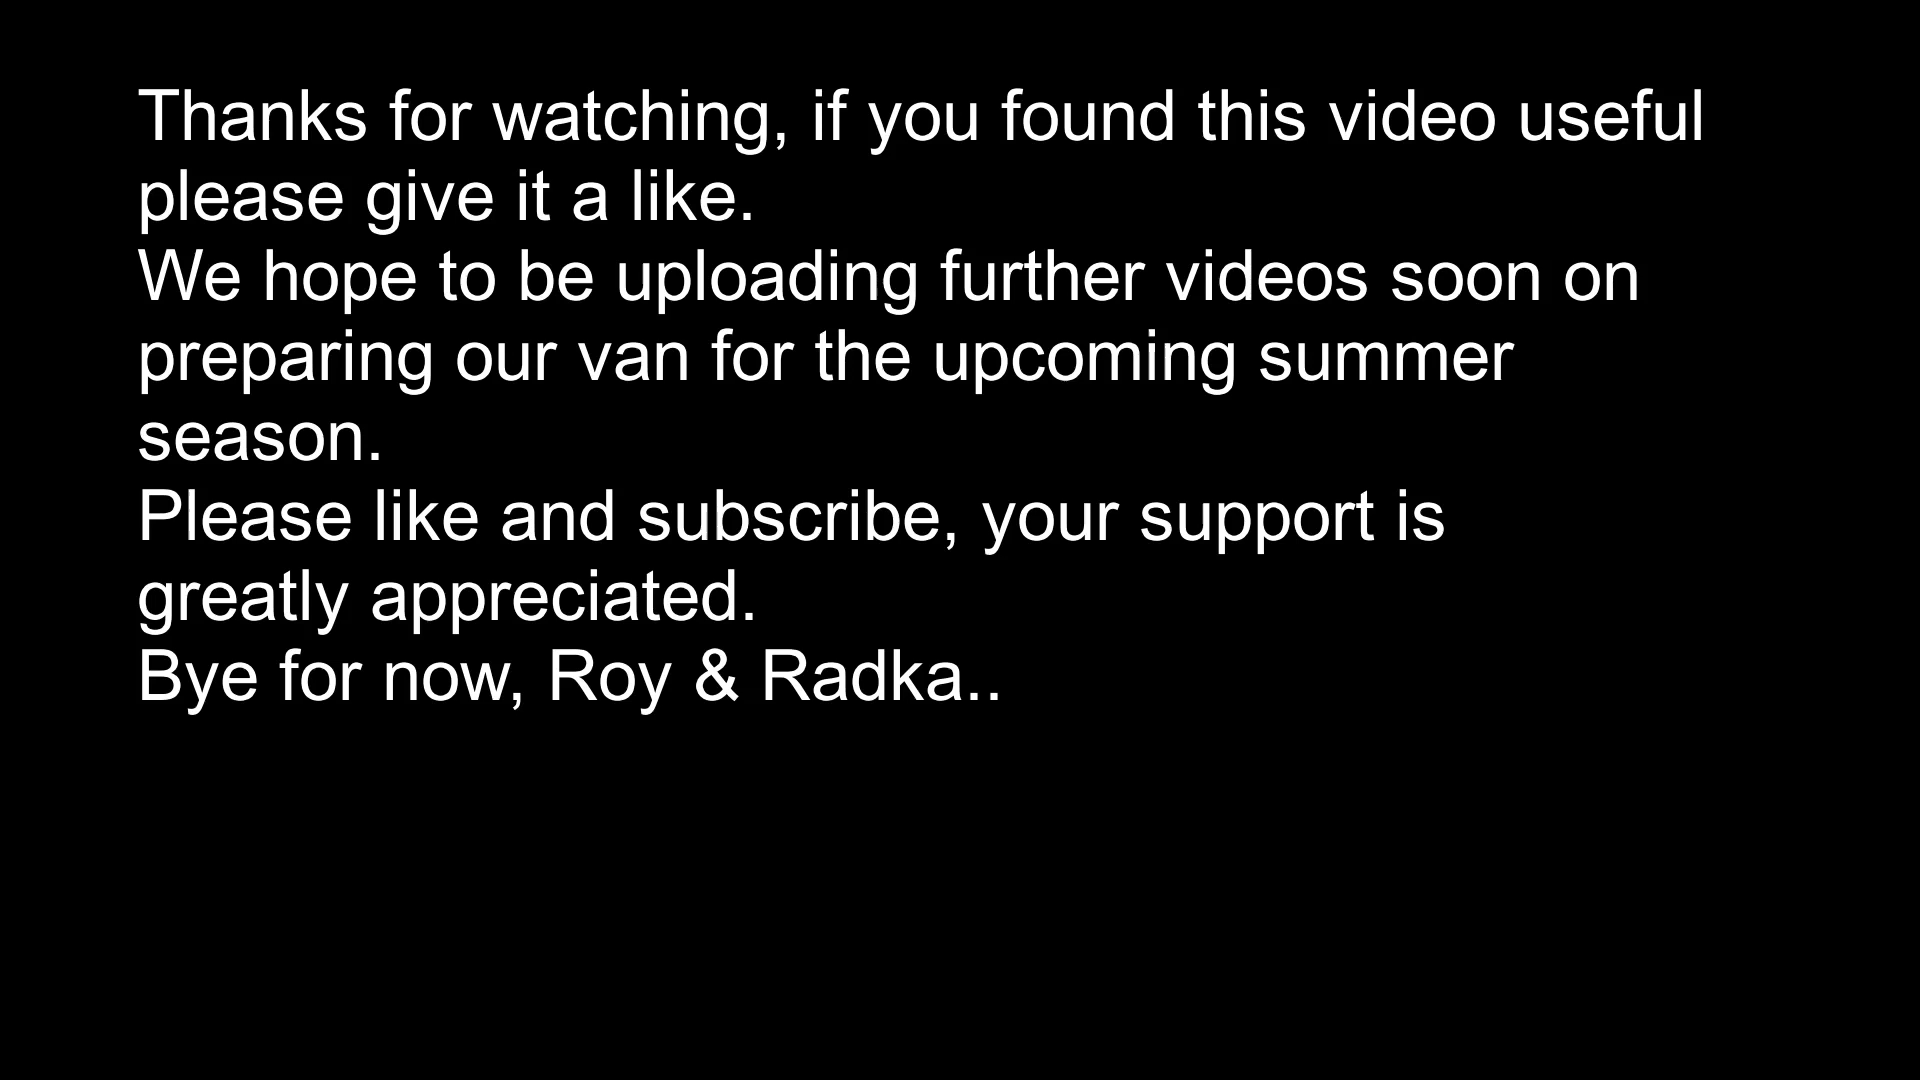 Thanks for watching, if you found this video useful
please give it a like.
We hope to be uploading further videos soon on
preparing our van for the upcoming summer
season.
Please like and subscribe, your support is
greatly appreciated.
Bye for now, Roy & Radka..